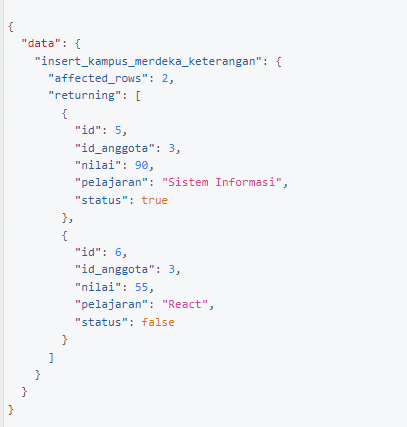 {
  "data": {
    "insert_kampus_merdeka_keterangan": {
      "affected_rows": 2,
      "returning": [
        {
          "id": 5,
          "id_anggota": 3,
          "nilai": 90,
          "pelajaran": "Sistem Informasi",
          "status": true
        },
        {
          "id": 6,
          "id_anggota": 3,
          "nilai": 55,
          "pelajaran": "React",
          "status": false
        }
      ]
    }
  }
}